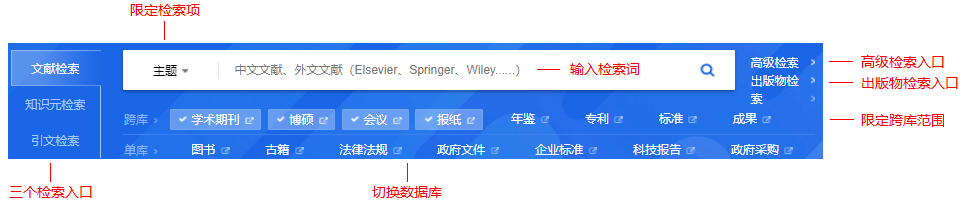 限定检索项
文献检索
主题
中文文献、外文文献（Elsevier、Springer、Wiley......）
输入检索词
高级检索 >
高级检索入口
出版物检索 >
出版物检索入口
知识元检索
跨库 >
学术期刊
博硕
会议
报纸
年鉴
专利
标准
成果
限定跨库范围
引文检索
单库 >
图书
古籍
法律法规
政府文件
企业标准
科技报告
政府采购
三个检索入口
切换数据库